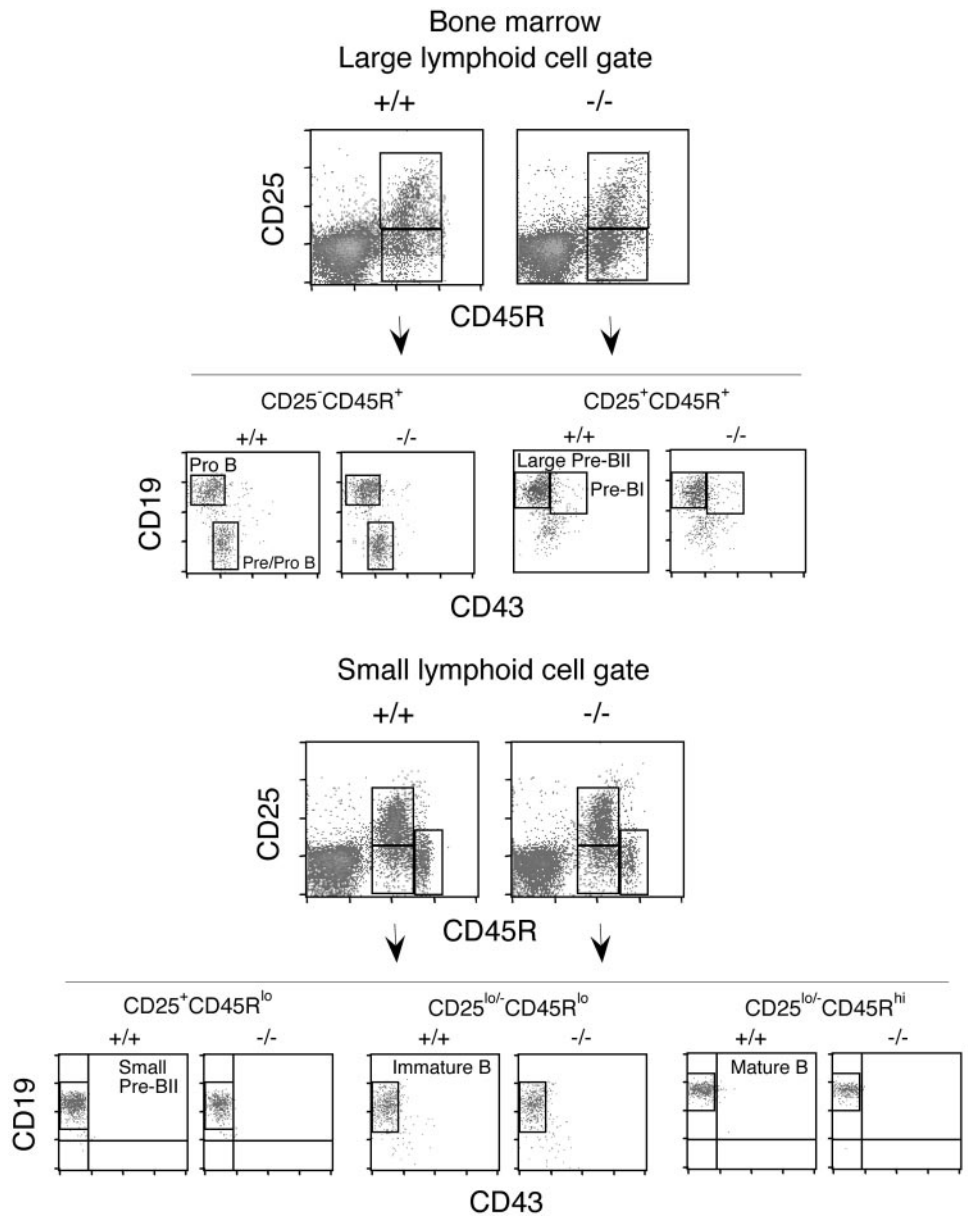 Bone marrow
Large lymphoid cell gate
+/+ -/-
CD25
CD45R
CD25⁻CD45R⁺ CD25⁺CD45R⁺
+/+ -/- +/+ -/-
Pro B
Large Pre-BII
Pre-BI
CD19
Pre/Pro B
CD43
Small lymphoid cell gate
+/+ -/-
CD25
CD45R
CD25⁺CD45R^lo CD25^lo/-CD45R^lo CD25^lo/-CD45R^hi
+/+ -/- +/+ -/- +/+ -/-
Small
Pre-BII
Immature B
Mature B
CD19
CD43